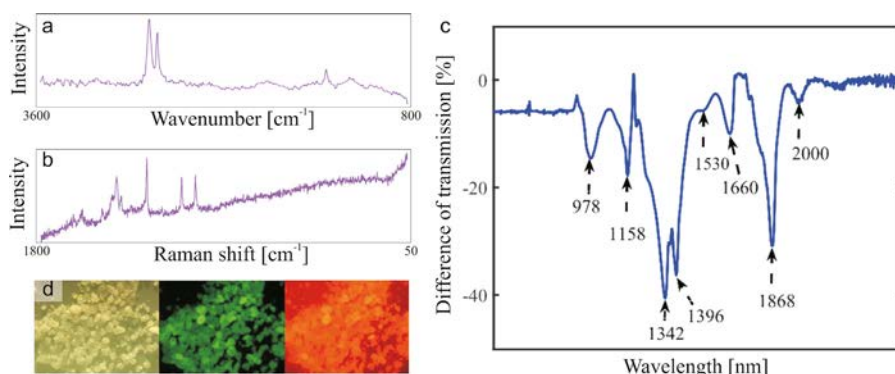 a
Intensity
3600
Wavenumber [cm⁻¹]
800
b
Intensity
1800
Raman shift [cm⁻¹]
50
d
c
Difference of transmission [%]
0
-20
-40
978
1158
1342
1396
1530
1660
1868
2000
Wavelength [nm]